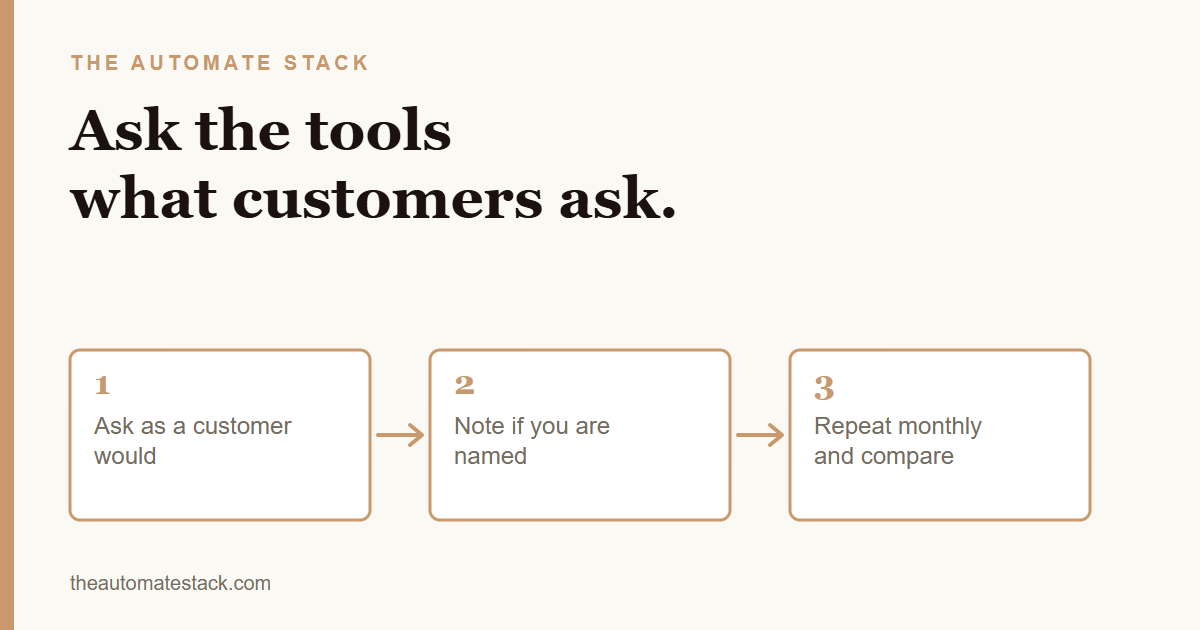 THE AUTOMATE STACK
Ask the tools
what customers ask.
1
Ask as a customer
would
2
Note if you are
named
3
Repeat monthly
and compare
theautomatestack.com